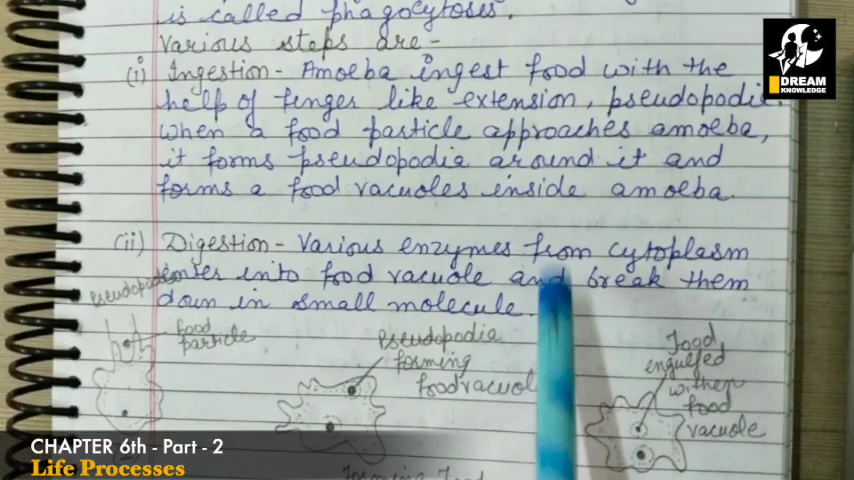 is called phagocytosis.
Various steps are -
(i) Ingestion - Amoeba ingest food with the
help of finger like extension, pseudopodia.
When a food particle approaches amoeba,
it forms pseudopodia around it and
forms a food vacuoles inside amoeba.
(ii) Digestion - Various enzymes from cytoplasm
enter into food vacuole and break them
down in small molecule.
pseudopodia
food
particle
Pseudopodia
forming
food vacuol
Food
engulfed
within
food
vacuole
Forming Food
DREAM
KNOWLEDGE
CHAPTER 6th - Part - 2
Life Processes